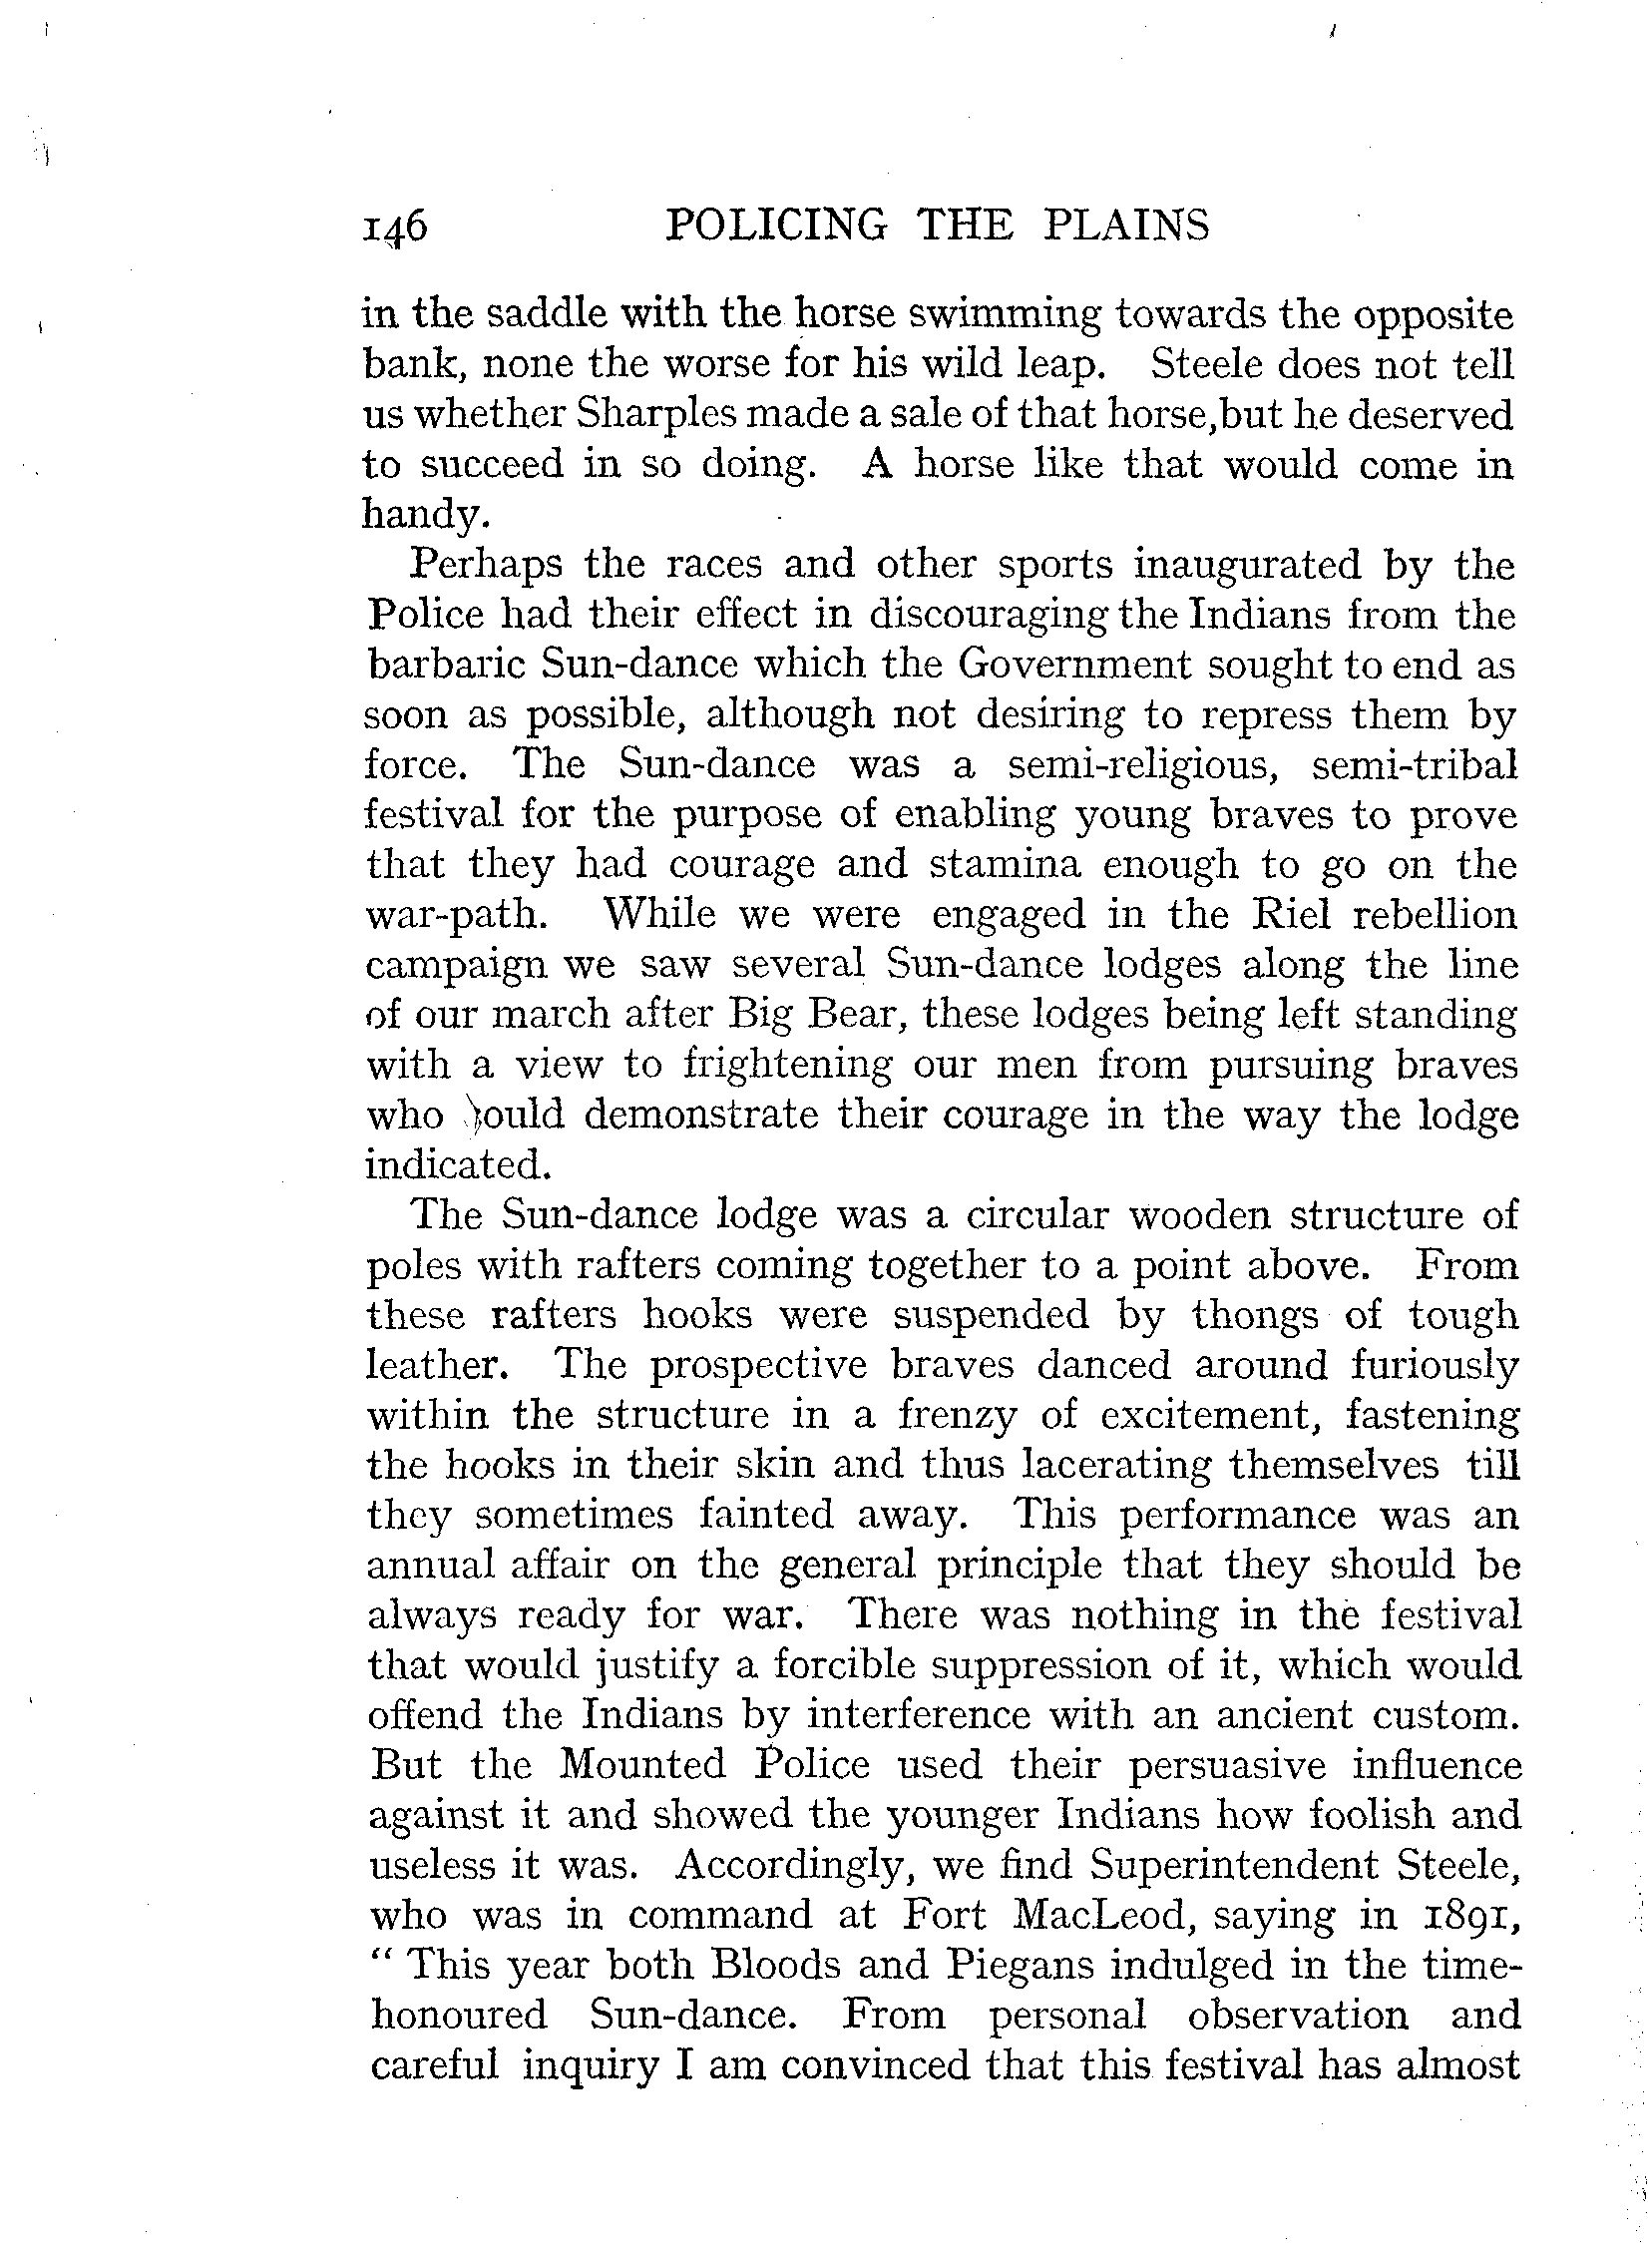 146 POLICING THE PLAINS
in the saddle with the horse swimming towards the opposite
bank, none the worse for his wild leap. Steele does not tell
us whether Sharples made a sale of that horse,but he deserved
to succeed in so doing. A horse like that would come in
handy.
Perhaps the races and other sports inaugurated by the
Police had their effect in discouraging the Indians from the
barbaric Sun-dance which the Government sought to end as
soon as possible, although not desiring to repress them by
force. The Sun-dance was a semi-religious, semi-tribal
festival for the purpose of enabling young braves to prove
that they had courage and stamina enough to go on the
war-path. While we were engaged in the Riel rebellion
campaign we saw several Sun-dance lodges along the line
of our march after Big Bear, these lodges being left standing
with a view to frightening our men from pursuing braves
who demonstrate their courage in the way the lodge
indicated.
The Sun-dance lodge was a circular wooden structure of
poles with rafters coming together to a point above. From
these rafters hooks were suspended by thongs of tough
leather. The prospective braves danced around furiously
within the structure in a frenzy of excitement, fastening
the hooks in their skin and thus lacerating themselves till
they sometimes fainted away. This performance was an
annual affair on the general principle that they should be
always ready for war. There was nothing in the festival
that would justify a forcible suppression of it, which would
offend the Indians by interference with an ancient custom.
But the Mounted Police used their persuasive influence
against it and showed the younger Indians how foolish and
useless it was. Accordingly, we find Superintendent Steele,
who was in command at Fort MacLeod, saying in 1891,
" This year both Bloods and Piegans indulged in the time-
honoured Sun-dance. From personal observation and
careful inquiry I am convinced that this festival has almost